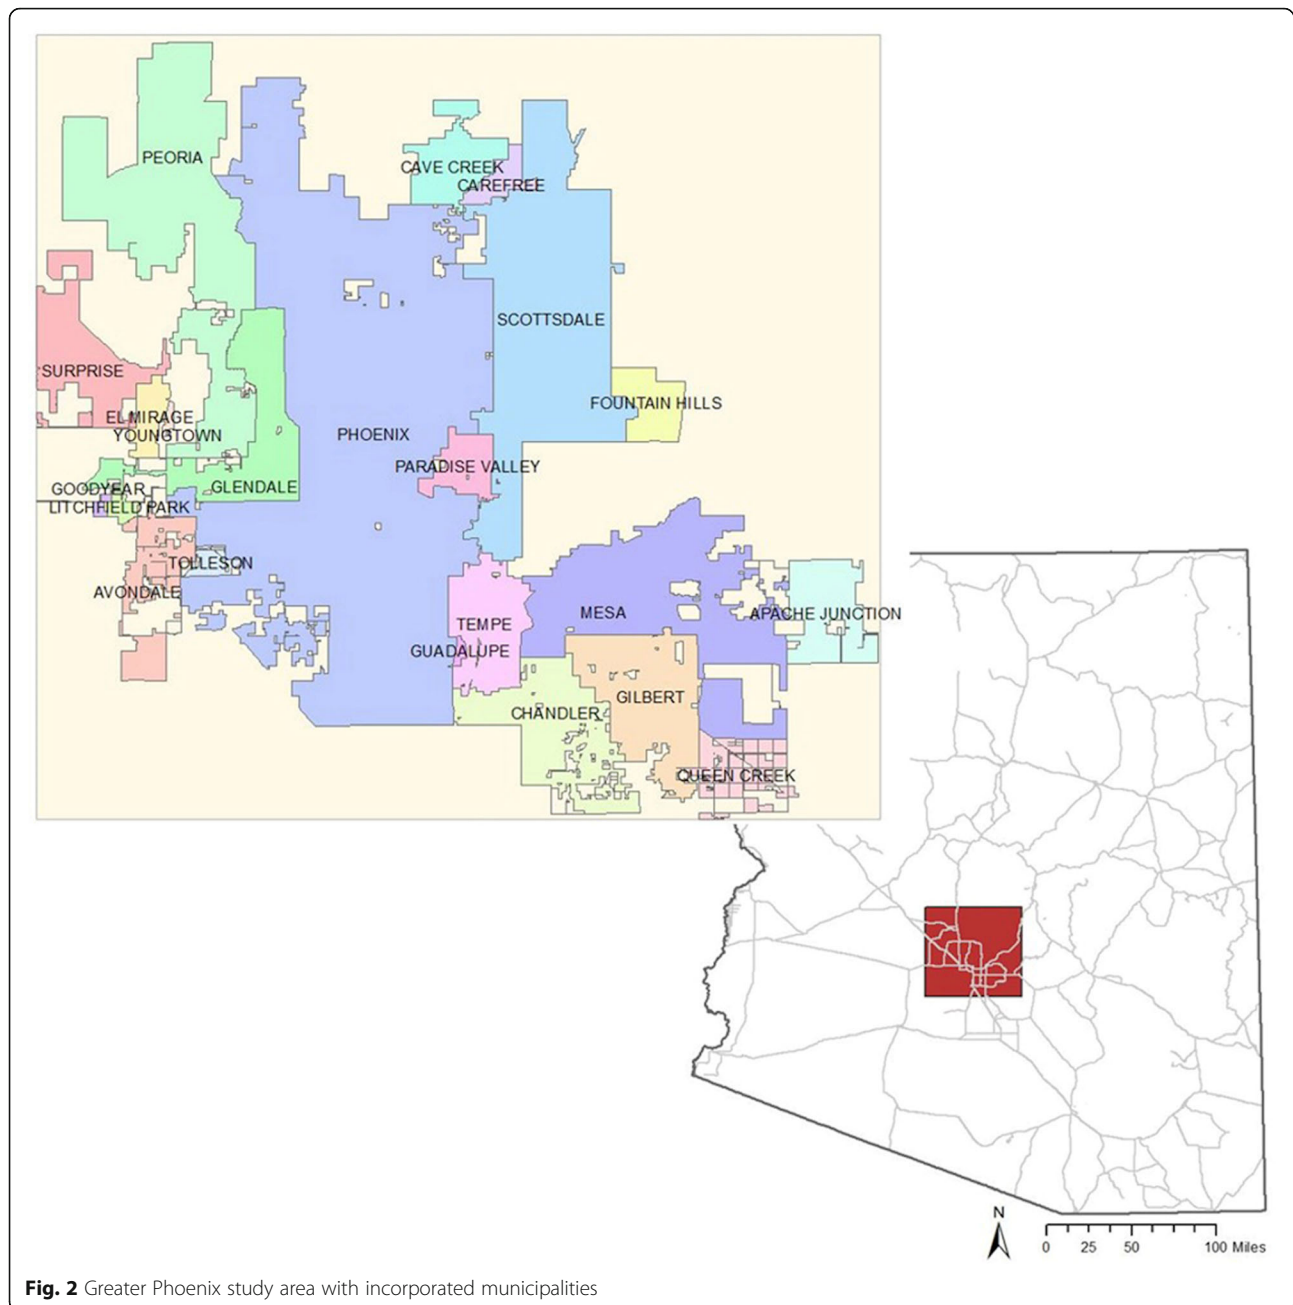 PEORIA
CAVE CREEK
CAREFREE
SCOTTSDALE
SURPRISE
FOUNTAIN HILLS
EL MIRAGE
YOUNGTOWN
PHOENIX
PARADISE VALLEY
GOODYEAR
GLENDALE
LITCHFIELD PARK
TOLLESON
AVONDALE
MESA
APACHE JUNCTION
TEMPE
GUADALUPE
GILBERT
CHANDLER
QUEEN CREEK
N
0 25 50 100 Miles
Fig. 2 Greater Phoenix study area with incorporated municipalities